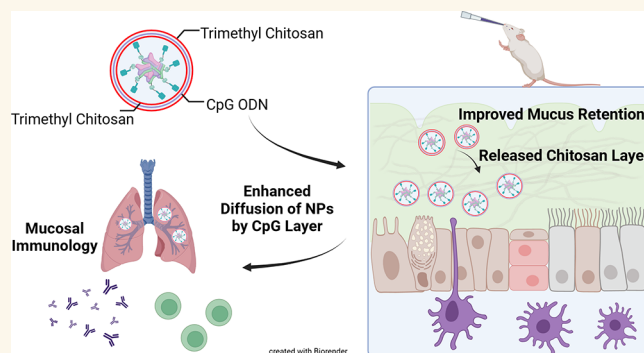 Trimethyl Chitosan
CpG ODN
Trimethyl Chitosan
Improved Mucus Retention
Released Chitosan Laye
Enhanced
Diffusion of NPs
by CpG Layer
Mucosal
Immunology
created with Biorender